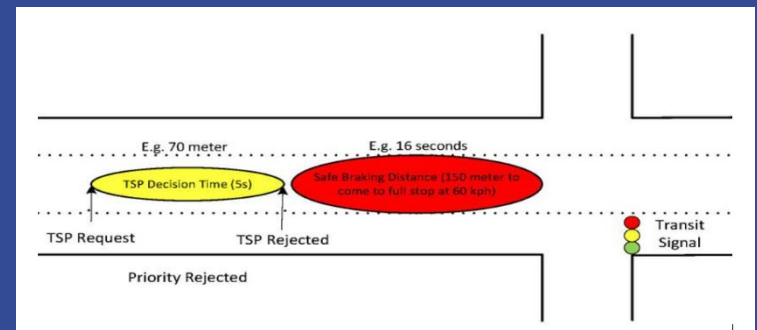 E.g. 70 meter
E.g. 16 seconds
TSP Decision Time (5s)
Safe Braking Distance (150 meter to
come to full stop at 60 kph)
TSP Request
TSP Rejected
Transit
Signal
Priority Rejected